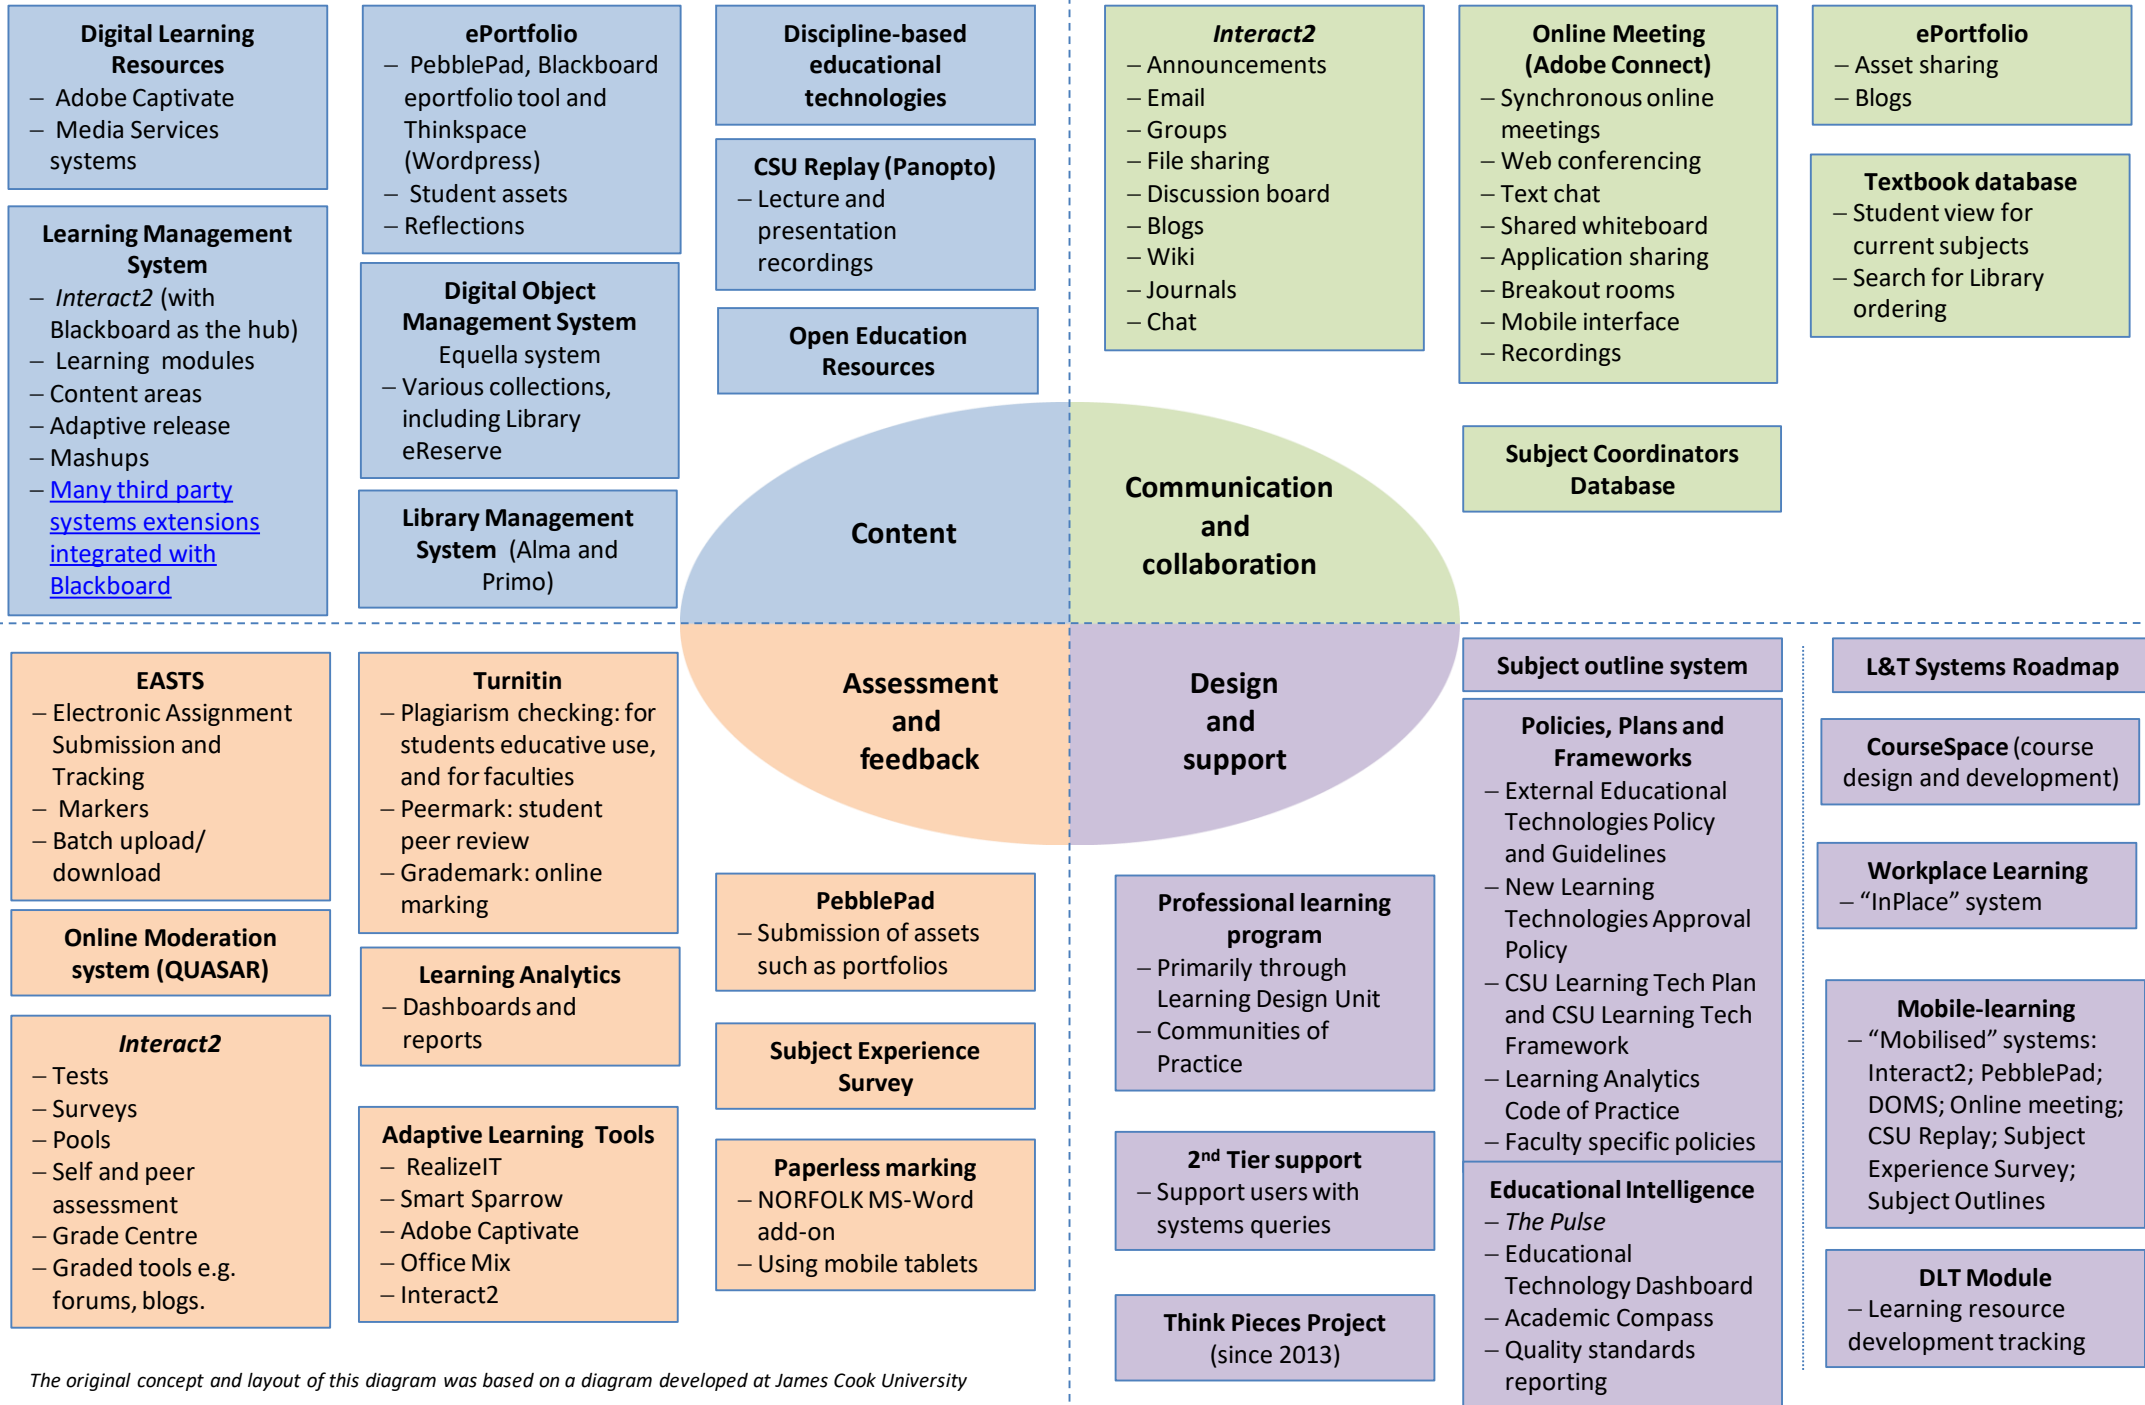 Digital Learning
Resources
– Adobe Captivate
– Media Services
systems
Learning Management
System
– Interact2 (with
Blackboard as the hub)
– Learning modules
– Content areas
– Adaptive release
– Mashups
– Many third party
systems extensions
integrated with
Blackboard
ePortfolio
– PebblePad, Blackboard
eportfolio tool and
Thinkspace
(Wordpress)
– Student assets
– Reflections
Digital Object
Management System
Equella system
– Various collections,
including Library
eReserve
Library Management
System (Alma and
Primo)
Discipline-based
educational
technologies
CSU Replay (Panopto)
– Lecture and
presentation
recordings
Open Education
Resources
Content
Interact2
– Announcements
– Email
– Groups
– File sharing
– Discussion board
– Blogs
– Wiki
– Journals
– Chat
Online Meeting
(Adobe Connect)
– Synchronous online
meetings
– Web conferencing
– Text chat
– Shared whiteboard
– Application sharing
– Breakout rooms
– Mobile interface
– Recordings
Subject Coordinators
Database
ePortfolio
– Asset sharing
– Blogs
Textbook database
– Student view for
current subjects
– Search for Library
ordering
Communication
and
collaboration
Assessment
and
feedback
EASTS
– Electronic Assignment
Submission and
Tracking
– Markers
– Batch upload/
download
Online Moderation
system (QUASAR)
Interact2
– Tests
– Surveys
– Pools
– Self and peer
assessment
– Grade Centre
– Graded tools e.g.
forums, blogs.
Turnitin
– Plagiarism checking: for
students educative use,
and for faculties
– Peermark: student
peer review
– Grademark: online
marking
Learning Analytics
– Dashboards and
reports
Adaptive Learning Tools
– RealizeIT
– Smart Sparrow
– Adobe Captivate
– Office Mix
– Interact2
PebblePad
– Submission of assets
such as portfolios
Subject Experience
Survey
Paperless marking
– NORFOLK MS-Word
add-on
– Using mobile tablets
Design
and
support
Professional learning
program
– Primarily through
Learning Design Unit
– Communities of
Practice
2nd Tier support
– Support users with
systems queries
Think Pieces Project
(since 2013)
Subject outline system
Policies, Plans and
Frameworks
– External Educational
Technologies Policy
and Guidelines
– New Learning
Technologies Approval
Policy
– CSU Learning Tech Plan
and CSU Learning Tech
Framework
– Learning Analytics
Code of Practice
– Faculty specific policies
Educational Intelligence
– The Pulse
– Educational
Technology Dashboard
– Academic Compass
– Quality standards
reporting
L&T Systems Roadmap
CourseSpace (course
design and development)
Workplace Learning
– “InPlace” system
Mobile-learning
– “Mobilised” systems:
Interact2; PebblePad;
DOMS; Online meeting;
CSU Replay; Subject
Experience Survey;
Subject Outlines
DLT Module
– Learning resource
development tracking
The original concept and layout of this diagram was based on a diagram developed at James Cook University